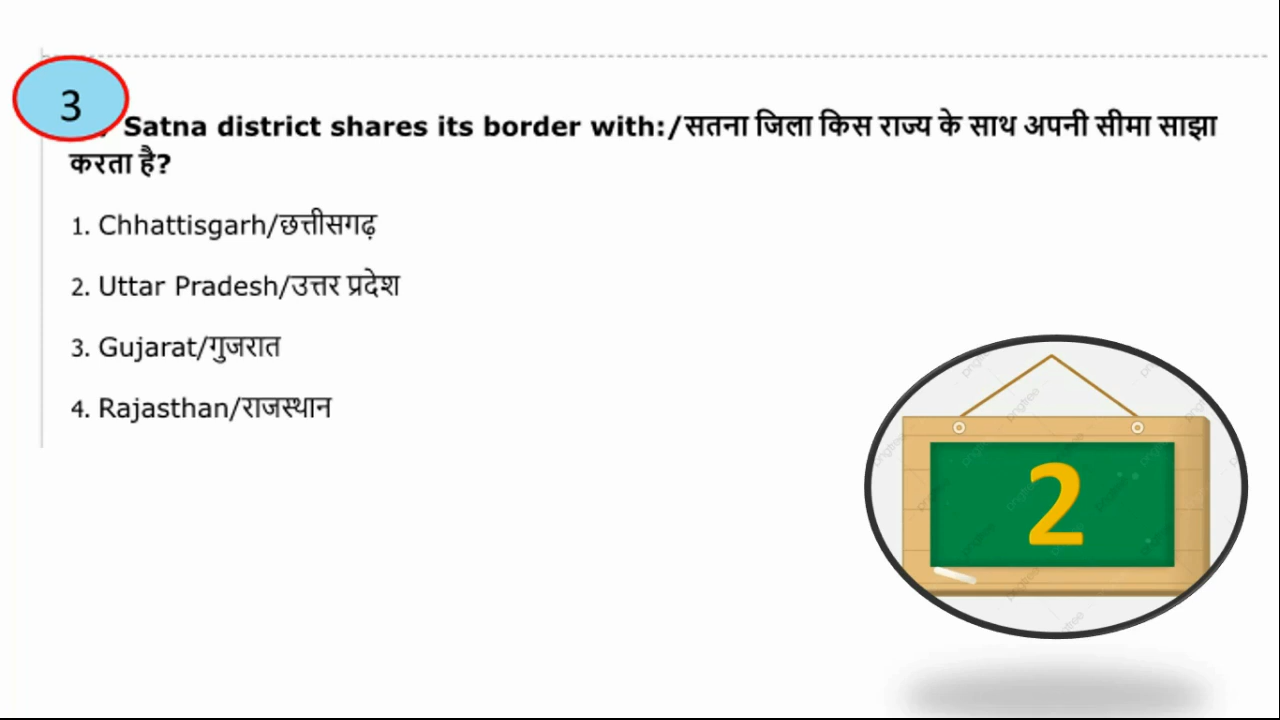 3
Satna district shares its border with:/सतना जिला किस राज्य के साथ अपनी सीमा साझा
करता है?
1. Chhattisgarh/छत्तीसगढ़
2. Uttar Pradesh/उत्तर प्रदेश
3. Gujarat/गुजरात
4. Rajasthan/राजस्थान
2